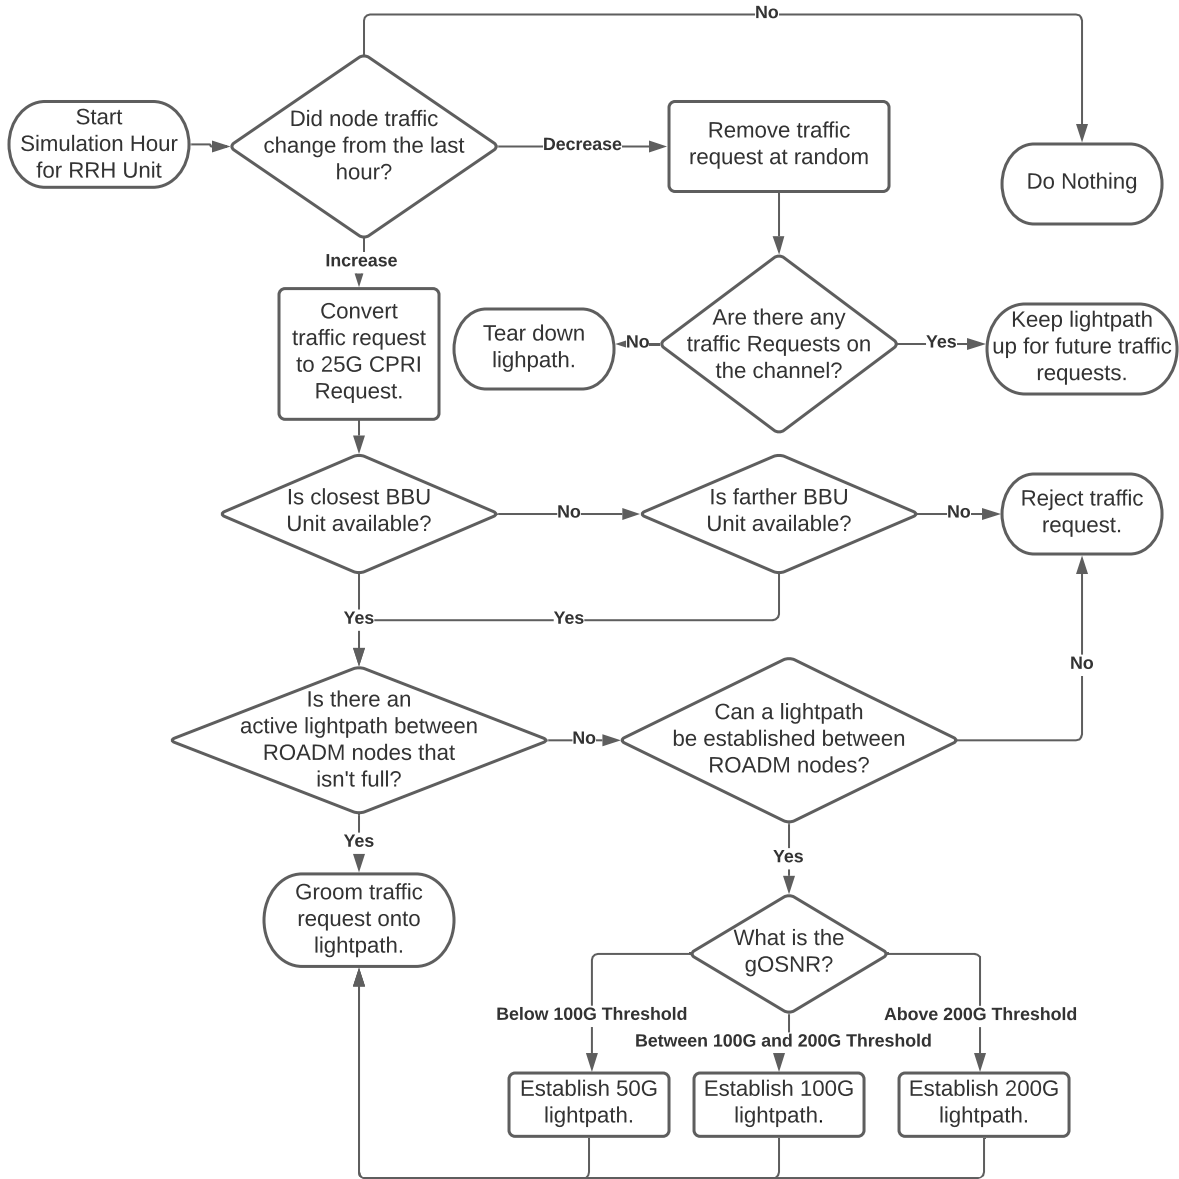 No
Start
Simulation Hour
for RRH Unit
Did node traffic
change from the last
hour?
Decrease
Remove traffic
request at random
Do Nothing
Increase
Convert
traffic request
to 25G CPRI
Request.
Tear down
lighpath.
No
Are there any
traffic Requests on
the channel?
Yes
Keep lightpath
up for future traffic
requests.
Is closest BBU
Unit available?
No
Is farther BBU
Unit available?
No
Reject traffic
request.
Yes
Yes
No
Is there an
active lightpath between
ROADM nodes that
isn't full?
No
Can a lightpath
be established between
ROADM nodes?
Yes
Yes
Groom traffic
request onto
lightpath.
What is the
gOSNR?
Below 100G Threshold
Between 100G and 200G Threshold
Above 200G Threshold
Establish 50G
lightpath.
Establish 100G
lightpath.
Establish 200G
lightpath.